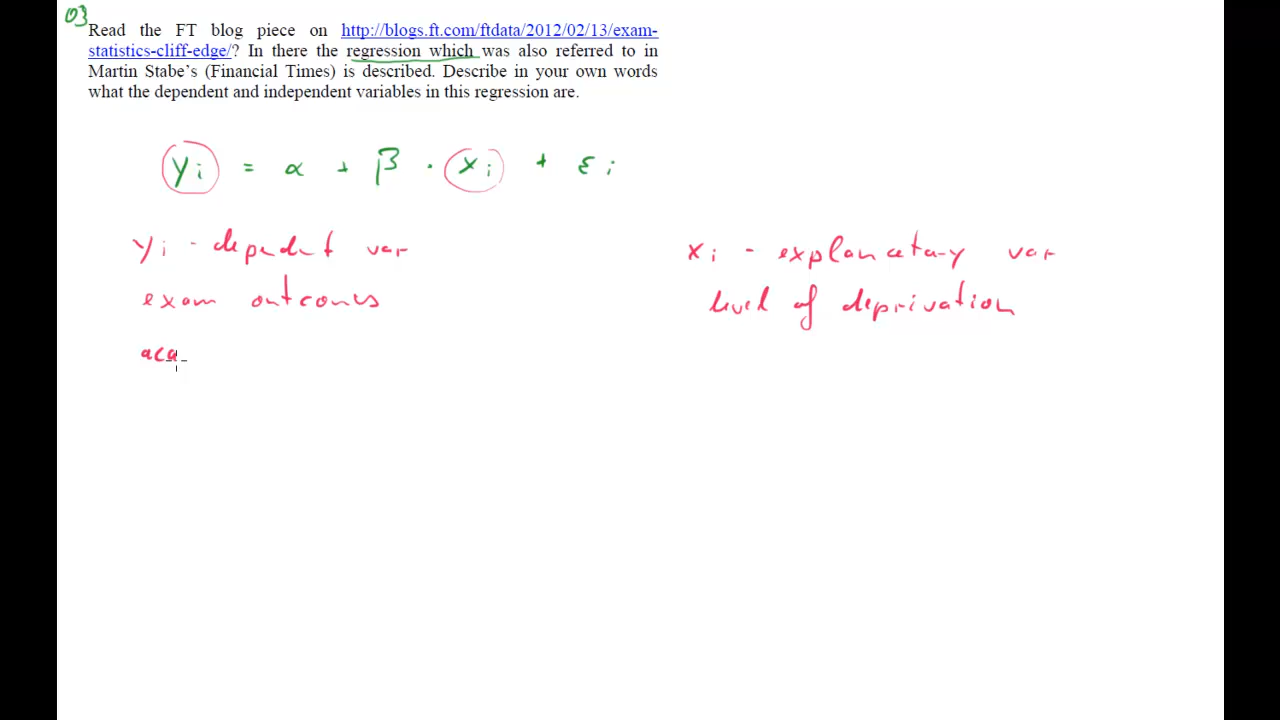 03
Read the FT blog piece on http://blogs.ft.com/ftdata/2012/02/13/exam-
statistics-cliff-edge/? In there the regression which was also referred to in
Martin Stabe's (Financial Times) is described. Describe in your own words
what the dependent and independent variables in this regression are.
yi = α + β · xi + εi
yi - dependent var
xi - explanatory var
exam outcomes
level of deprivation
aca